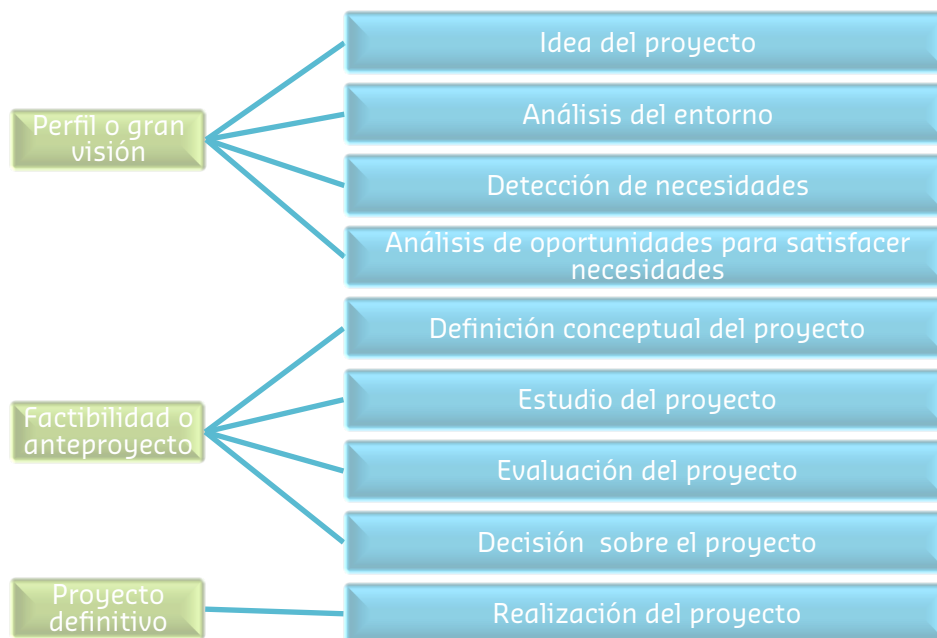 Perfil o gran
visión
Idea del proyecto
Análisis del entorno
Detección de necesidades
Análisis de oportunidades para satisfacer
necesidades
Factibilidad o
anteproyecto
Definición conceptual del proyecto
Estudio del proyecto
Evaluación del proyecto
Decisión  sobre el proyecto
Proyecto
definitivo
Realización del proyecto